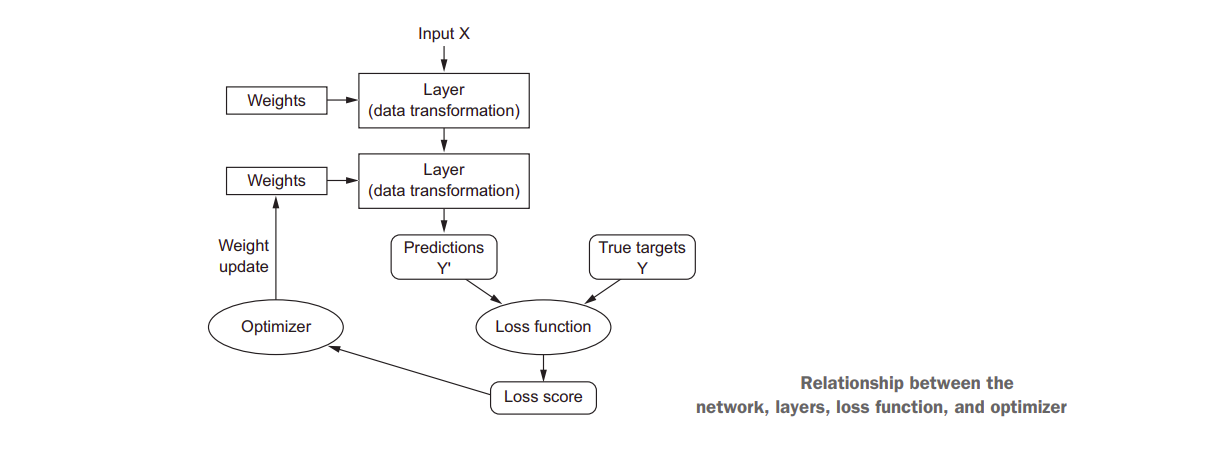 Input X
Weights
Layer
(data transformation)
Weights
Layer
(data transformation)
Weight
update
Predictions
Y'
True targets
Y
Optimizer
Loss function
Loss score
Relationship between the
network, layers, loss function, and optimizer